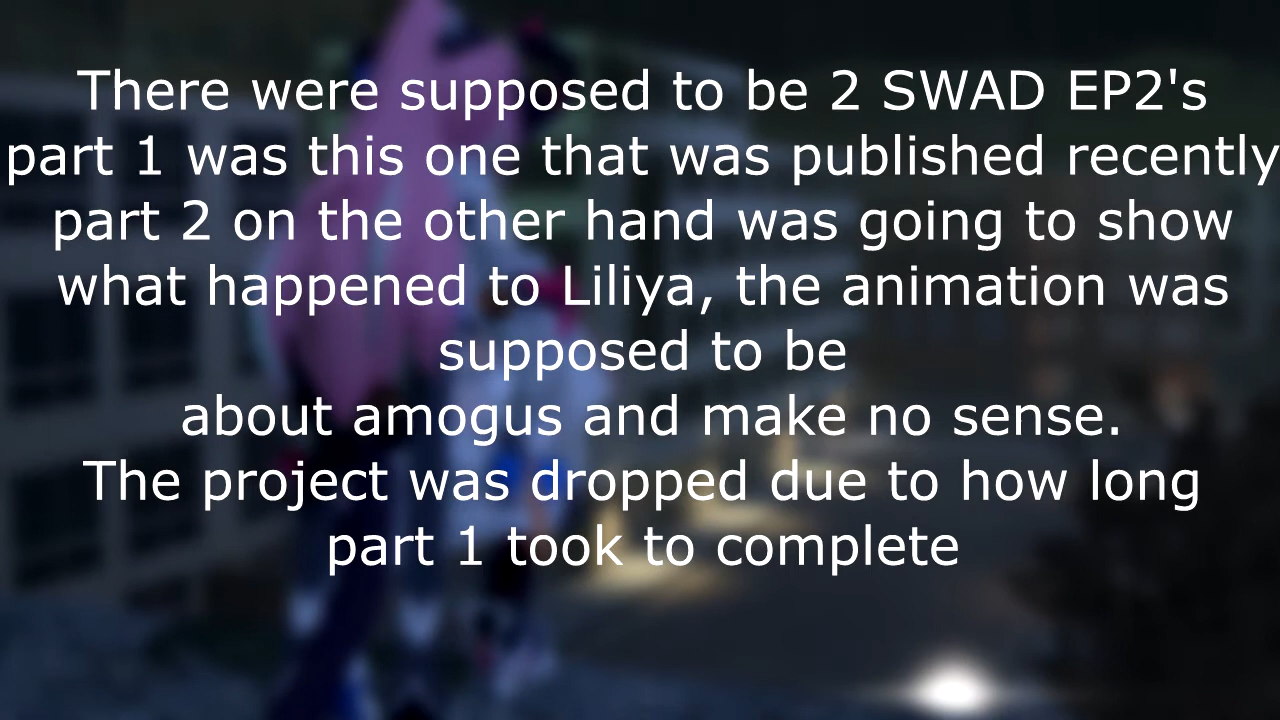 There were supposed to be 2 SWAD EP2's
part 1 was this one that was published recently
part 2 on the other hand was going to show
what happened to Liliya, the animation was
supposed to be
about amogus and make no sense.
The project was dropped due to how long
part 1 took to complete